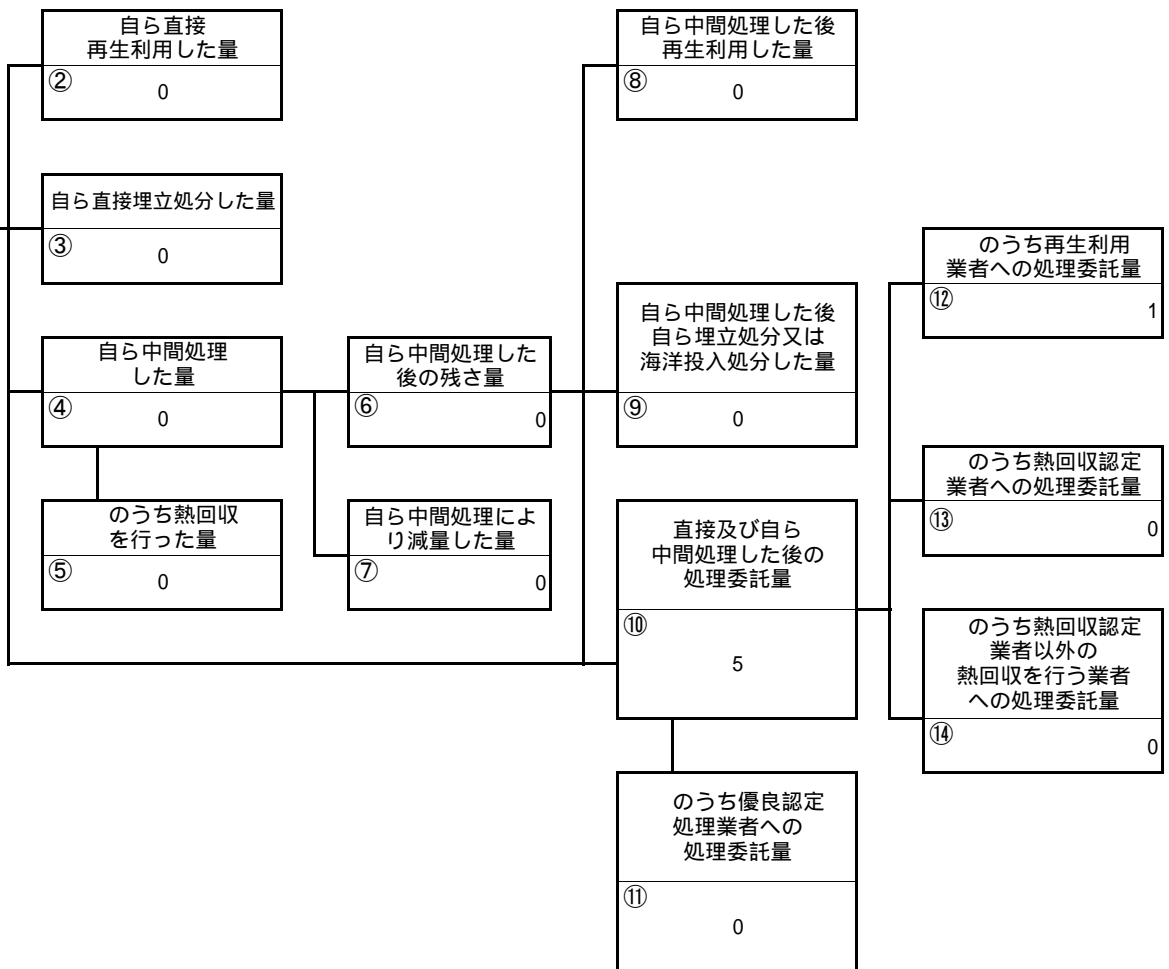 自ら直接
再生利用した量
②
0
自ら直接埋立処分した量
③
0
自ら中間処理
した量
④
0
のうち熱回収
を行った量
⑤
0
自ら中間処理した
後の残さ量
⑥
0
自ら中間処理によ
り減量した量
⑦
0
自ら中間処理した後
再生利用した量
⑧
0
自ら中間処理した後
自ら埋立処分又は
海洋投入処分した量
⑨
0
直接及び自ら
中間処理した後の
処理委託量
⑩
5
のうち優良認定
処理業者への
処理委託量
⑪
0
のうち再生利用
業者への処理委託量
⑫
1
のうち熱回収認定
業者への処理委託量
⑬
0
のうち熱回収認定
業者以外の
熱回収を行う業者
への処理委託量
⑭
0